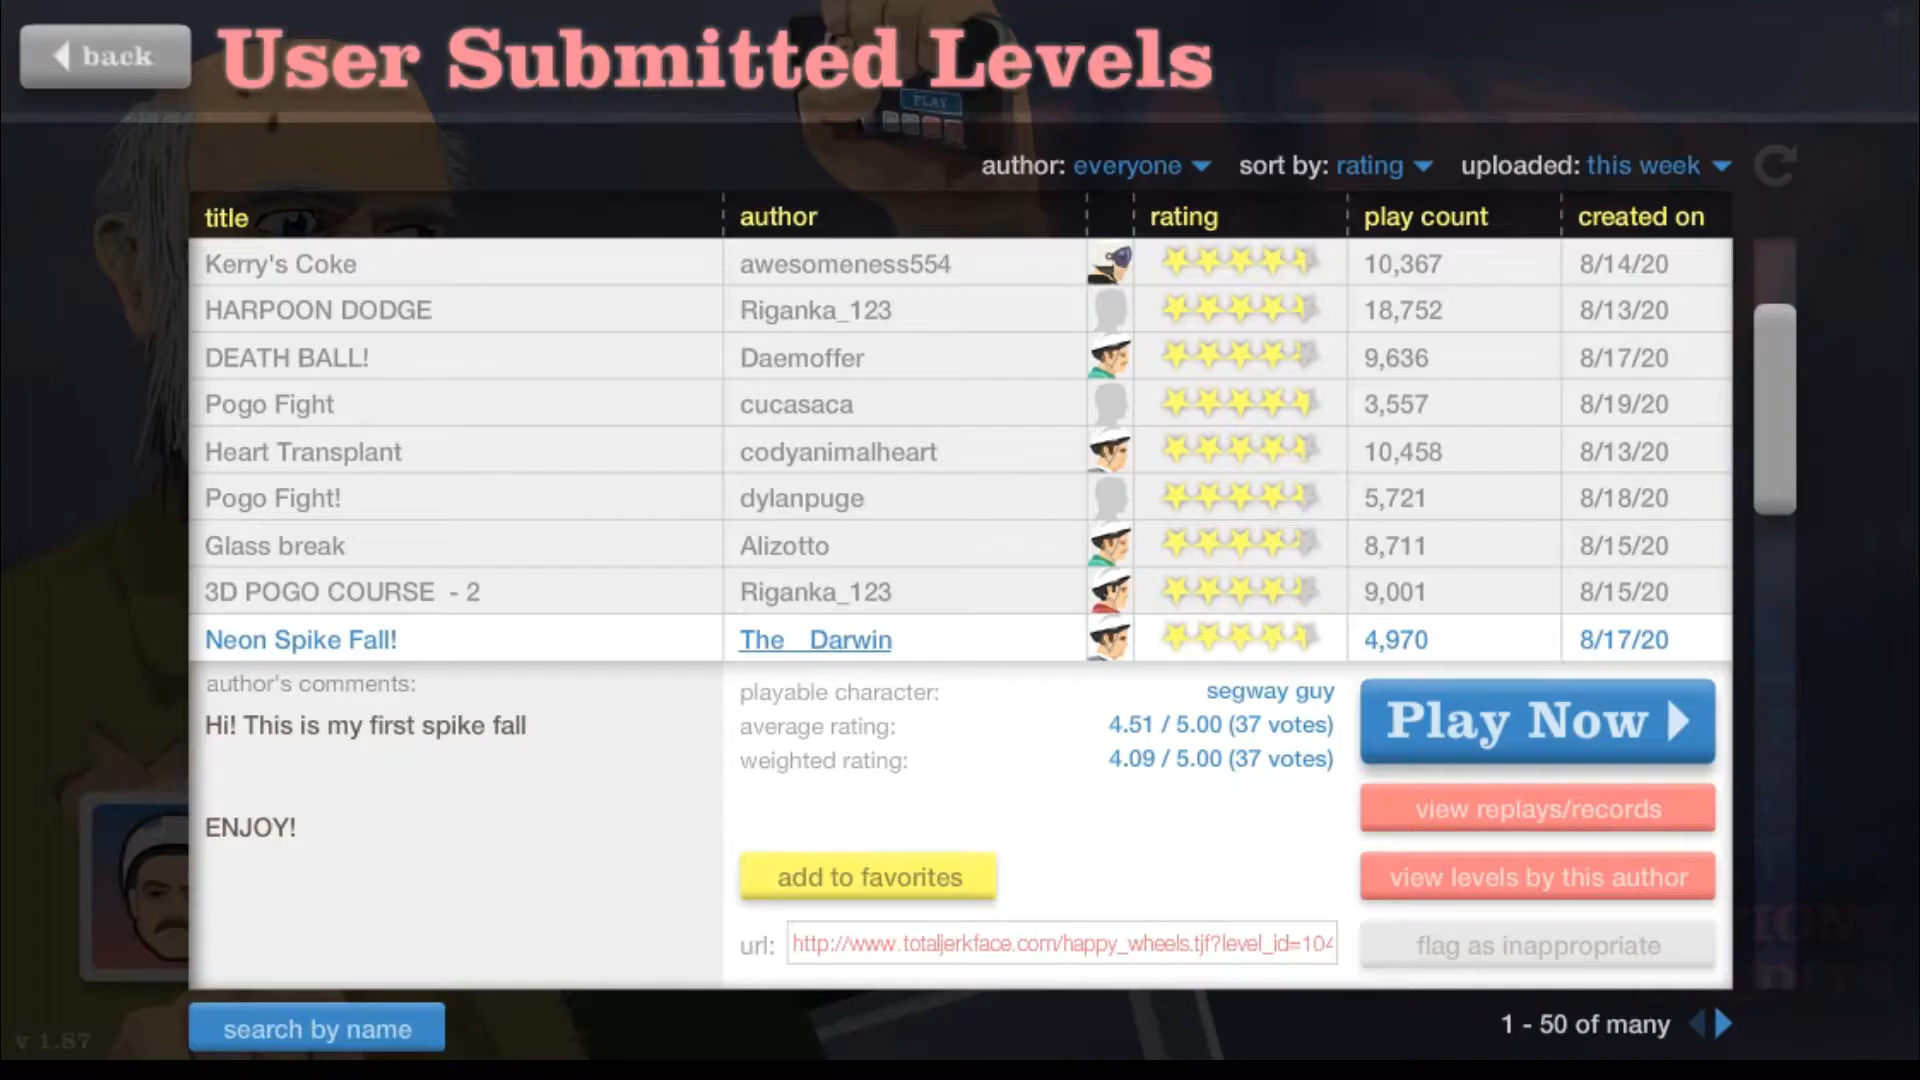 back
User Submitted Levels
PLAY
author: everyone sort by: rating uploaded: this week
title author rating play count created on
Kerry's Coke awesomeness554 10,367 8/14/20
HARPOON DODGE Riganka_123 18,752 8/13/20
DEATH BALL! Daemoffer 9,636 8/17/20
Pogo Fight cucasaca 3,557 8/19/20
Heart Transplant codyanimalheart 10,458 8/13/20
Pogo Fight! dylanpuge 5,721 8/18/20
Glass break Alizotto 8,711 8/15/20
3D POGO COURSE - 2 Riganka_123 9,001 8/15/20
Neon Spike Fall! The__Darwin 4,970 8/17/20
author's comments:
Hi! This is my first spike fall
ENJOY!
playable character: segway guy
average rating: 4.51 / 5.00 (37 votes)
weighted rating: 4.09 / 5.00 (37 votes)
add to favorites
url: http://www.totaljerkface.com/happy_wheels.tjf?level_id=104
Play Now
view replays/records
view levels by this author
flag as inappropriate
search by name
1 - 50 of many
v 1.87